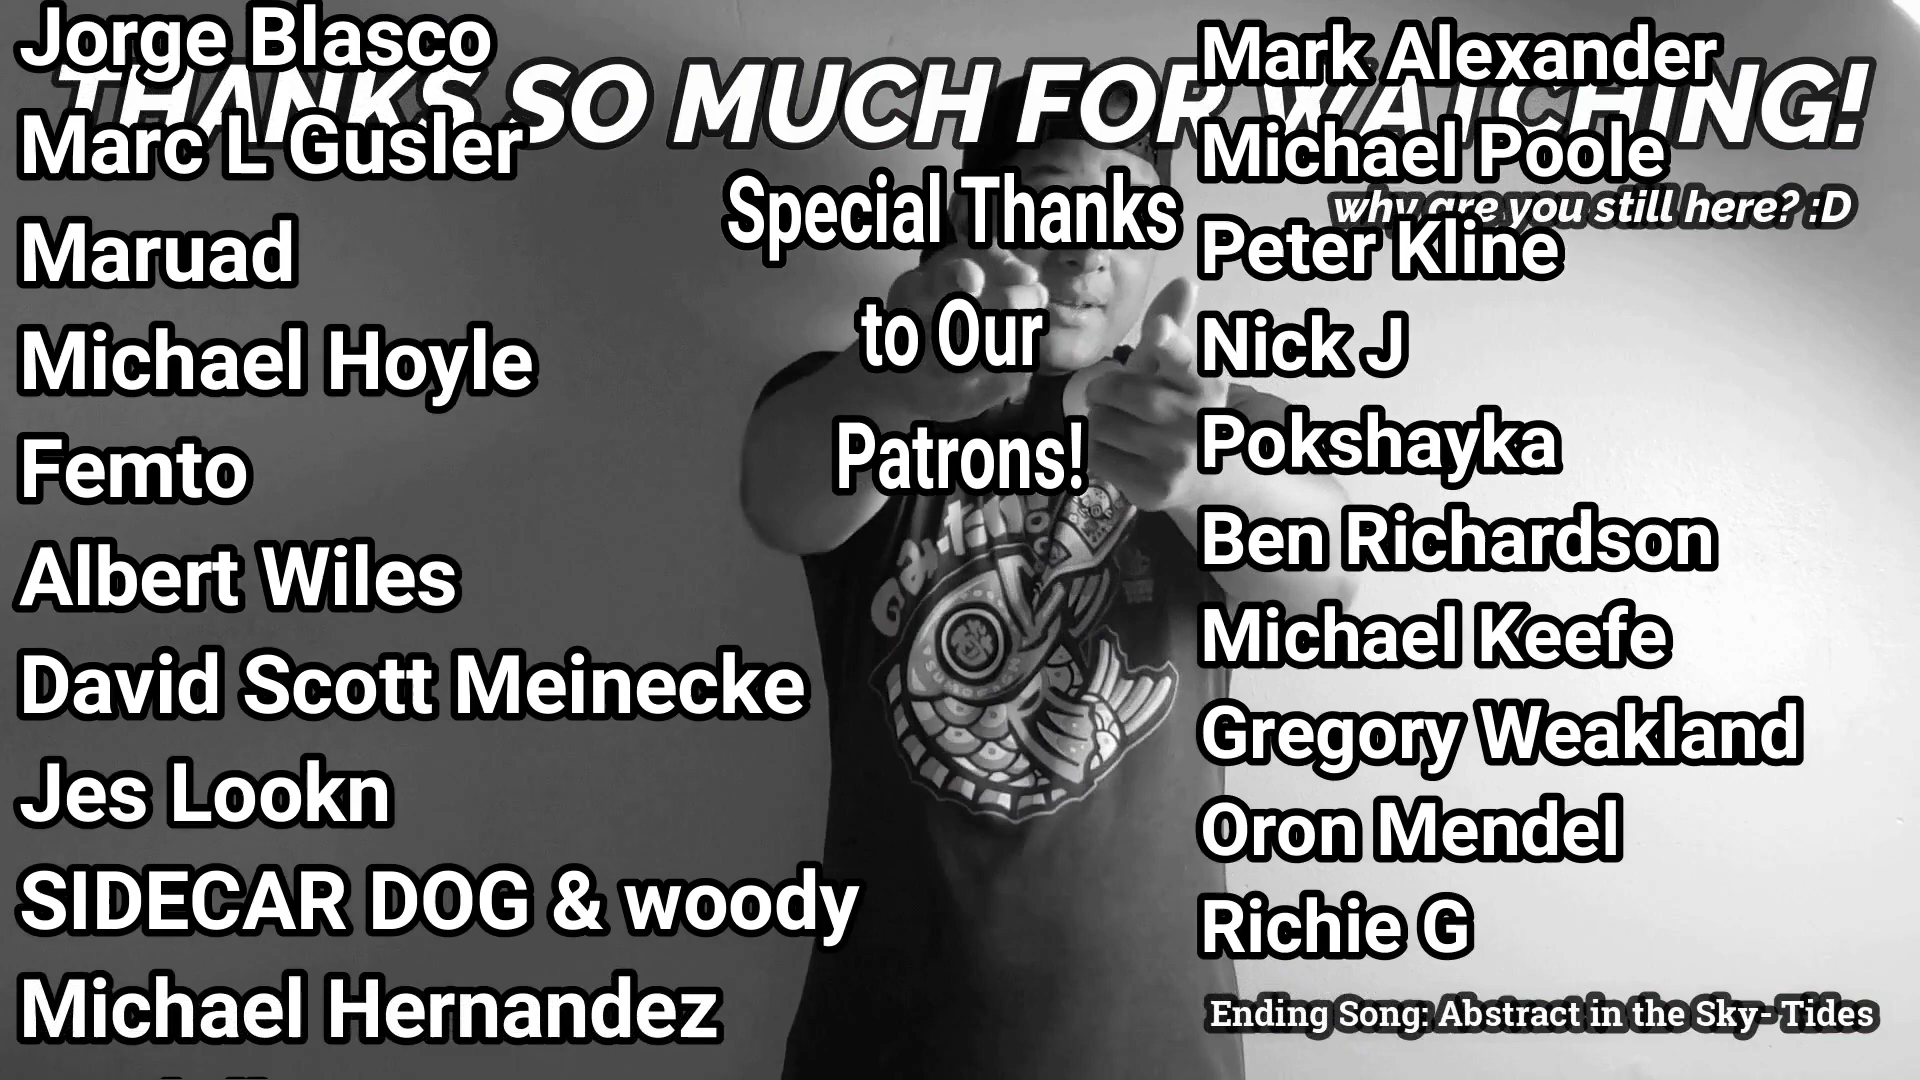 THANKS SO MUCH FOR WATCHING!
why are you still here? :D
Jorge Blasco
Marc L Gusler
Maruad
Michael Hoyle
Femto
Albert Wiles
David Scott Meinecke
Jes Lookn
SIDECAR DOG & woody
Michael Hernandez
Special Thanks
to Our
Patrons!
Mark Alexander
Michael Poole
Peter Kline
Nick J
Pokshayka
Ben Richardson
Michael Keefe
Gregory Weakland
Oron Mendel
Richie G
Ending Song: Abstract in the Sky- Tides